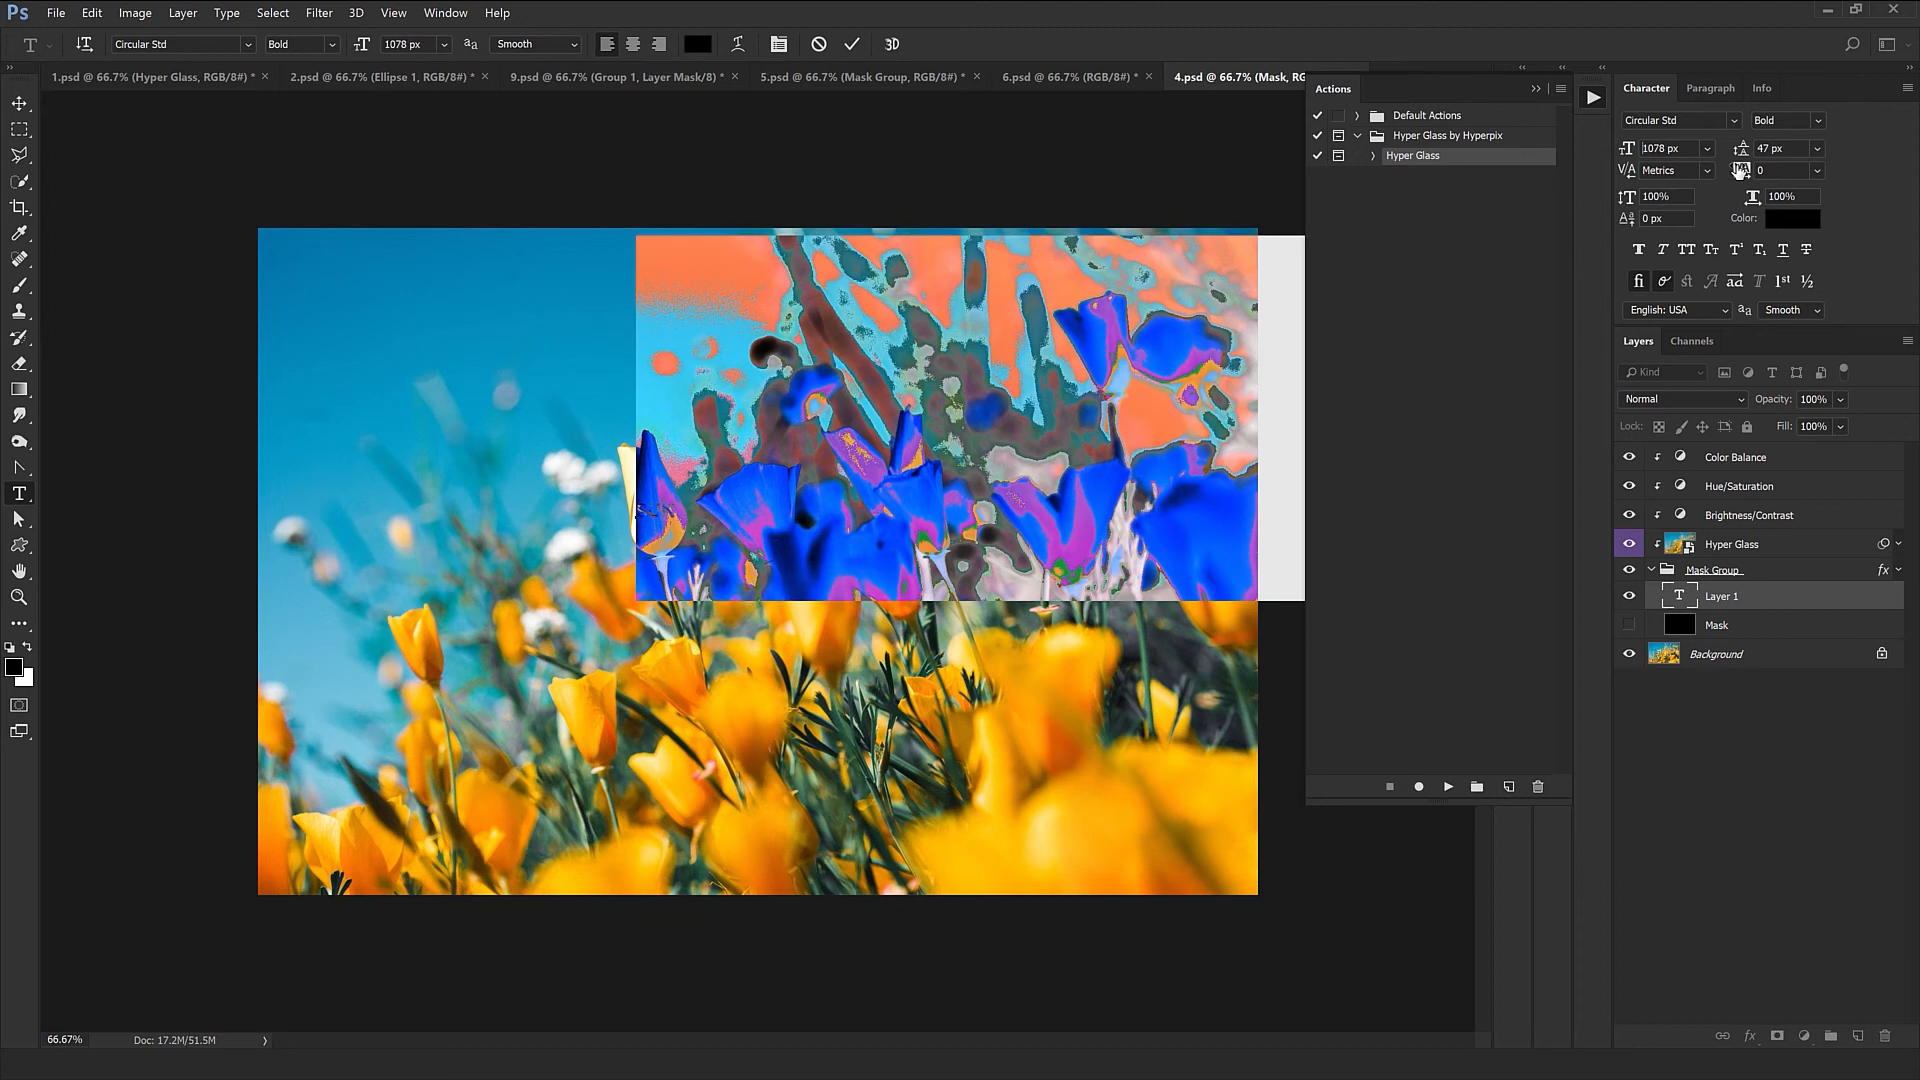 Ps File Edit Image Layer Type Select Filter 3D View Window Help
T Circular Std Bold 1078 px Smooth 3D
1.psd @ 66.7% (Hyper Glass, RGB/8#) * × 2.psd @ 66.7% (Ellipse 1, RGB/8#) * × 9.psd @ 66.7% (Group 1, Layer Mask/8) * × 5.psd @ 66.7% (Mask Group, RGB/8#) * × 6.psd @ 66.7% (RGB/8#) * × 4.psd @ 66.7% (Mask, RG
Actions
Default Actions
Hyper Glass by Hyperpix
Hyper Glass
Character Paragraph Info
Circular Std Bold
1078 px 47 px
Metrics 0
100% 100%
0 px Color:
English: USA Smooth
Layers Channels
Kind
Normal Opacity: 100%
Lock: Fill: 100%
Color Balance
Hue/Saturation
Brightness/Contrast
Hyper Glass
Mask Group fx
T Layer 1
Mask
Background
66.67% Doc: 17.2M/51.5M